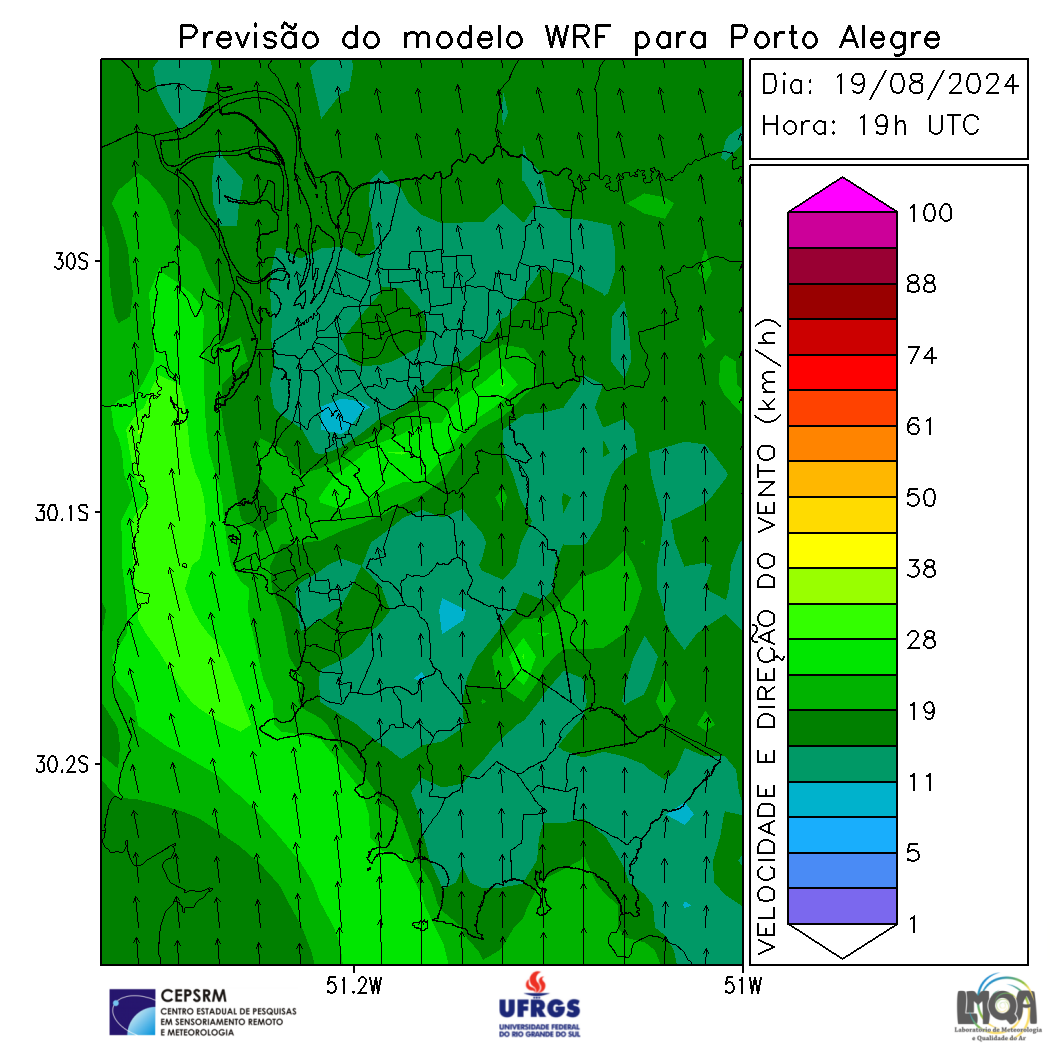 Previsão do modelo WRF para Porto Alegre
Dia: 19/08/2024
Hora: 19h UTC
30S
30.1S
30.2S
51.2W
51W
VELOCIDADE E DIREÇÃO DO VENTO (km/h)
100
88
74
61
50
38
28
19
11
5
1
CEPSRM
CENTRO ESTADUAL DE PESQUISAS
EM SENSORIAMENTO REMOTO
E METEOROLOGIA
UFRGS
UNIVERSIDADE FEDERAL
DO RIO GRANDE DO SUL
LMQA
Laboratório de Meteorologia
e Qualidade do Ar